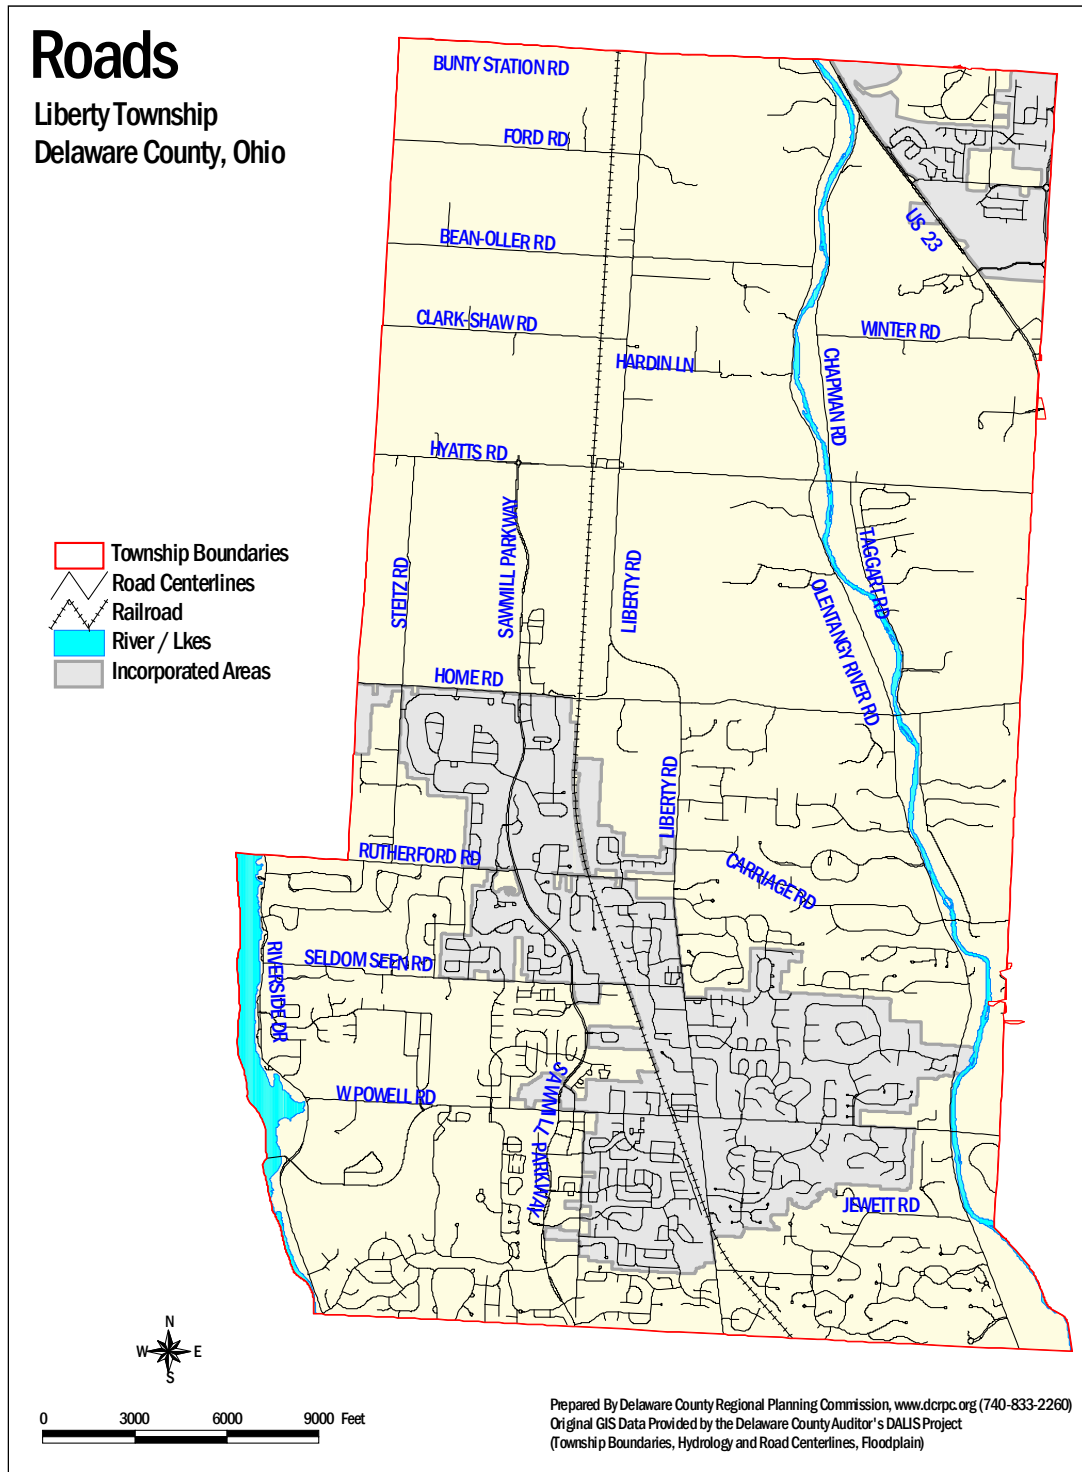 Roads
Liberty Township
Delaware County, Ohio
BUNTY STATION RD
FORD RD
US 23
BEAN-OLLER RD
CLARK-SHAW RD
WINTER RD
HARDIN LN
CHAPMAN RD
HYATTS RD
SAWMILL PARKWAY
TAGGART RD
STEITZ RD
LIBERTY RD
OLENTANGY RIVER RD
Township Boundaries
Road Centerlines
Railroad
River / Lkes
Incorporated Areas
HOME RD
LIBERTY RD
RUTHERFORD RD
CARRIAGE RD
SELDOM SEEN RD
RIVERSIDE DR
W POWELL RD
SAWMILL PARKWAY
JEWETT RD
N
W E
S
0 3000 6000 9000 Feet
Prepared By Delaware County Regional Planning Commission, www.dcrpc.org (740-833-2260)
Original GIS Data Provided by the Delaware County Auditor's DALIS Project
(Township Boundaries, Hydrology and Road Centerlines, Floodplain)